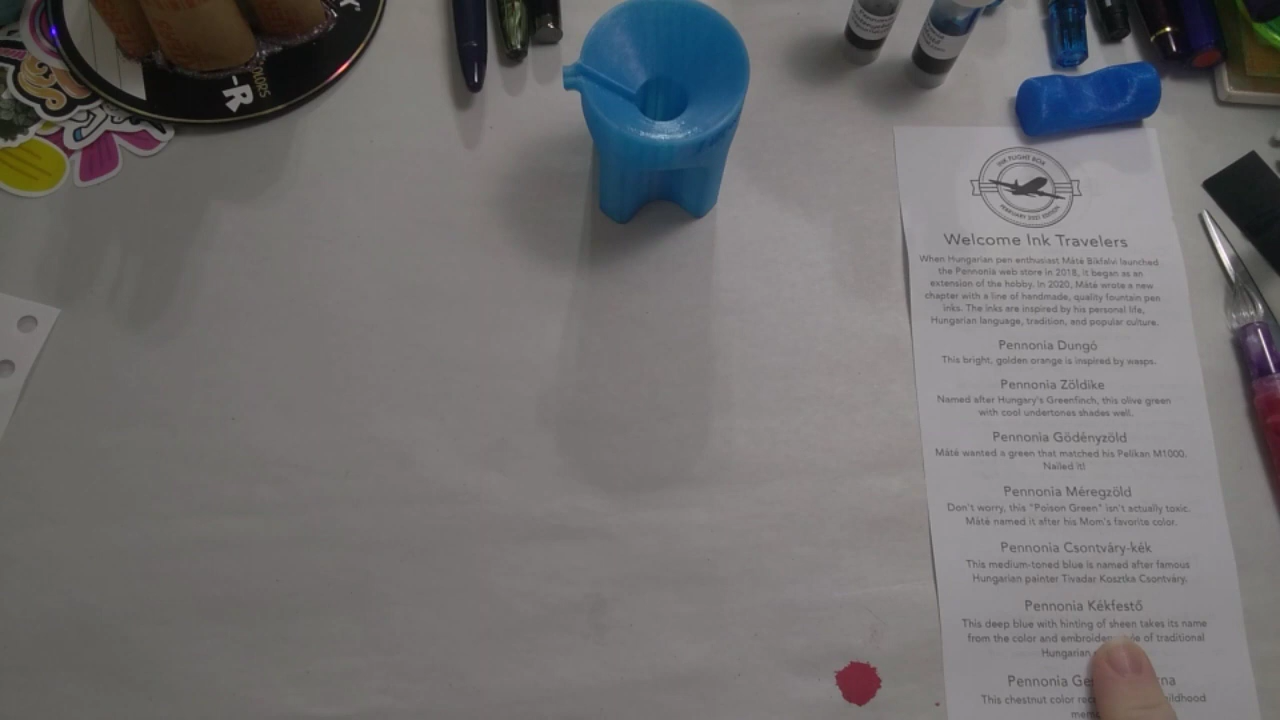 -R
INK FLIGHT BOX
FEBRUARY 2021 EDITION
Welcome Ink Travelers
When Hungarian pen enthusiast Máté Bikfalvi launched
the Pennonia web store in 2018, it began as an
extension of the hobby. In 2020, Máté wrote a new
chapter with a line of handmade, quality fountain pen
inks. The inks are inspired by his personal life,
Hungarian language, tradition, and popular culture.
Pennonia Dungó
This bright, golden orange is inspired by wasps.
Pennonia Zöldike
Named after Hungary's Greenfinch, this olive green
with cool undertones shades well.
Pennonia Gödényzöld
Máté wanted a green that matched his Pelikan M1000.
Nailed it!
Pennonia Méregzöld
Don't worry, this "Poison Green" isn't actually toxic.
Máté named it after his Mom's favorite color.
Pennonia Csontváry-kék
This medium-toned blue is named after famous
Hungarian painter Tivadar Kosztka Csontváry.
Pennonia Kékfestő
This deep blue with hinting of sheen takes its name
from the color and of traditional
Hungarian
Pennonia
This chestnut color